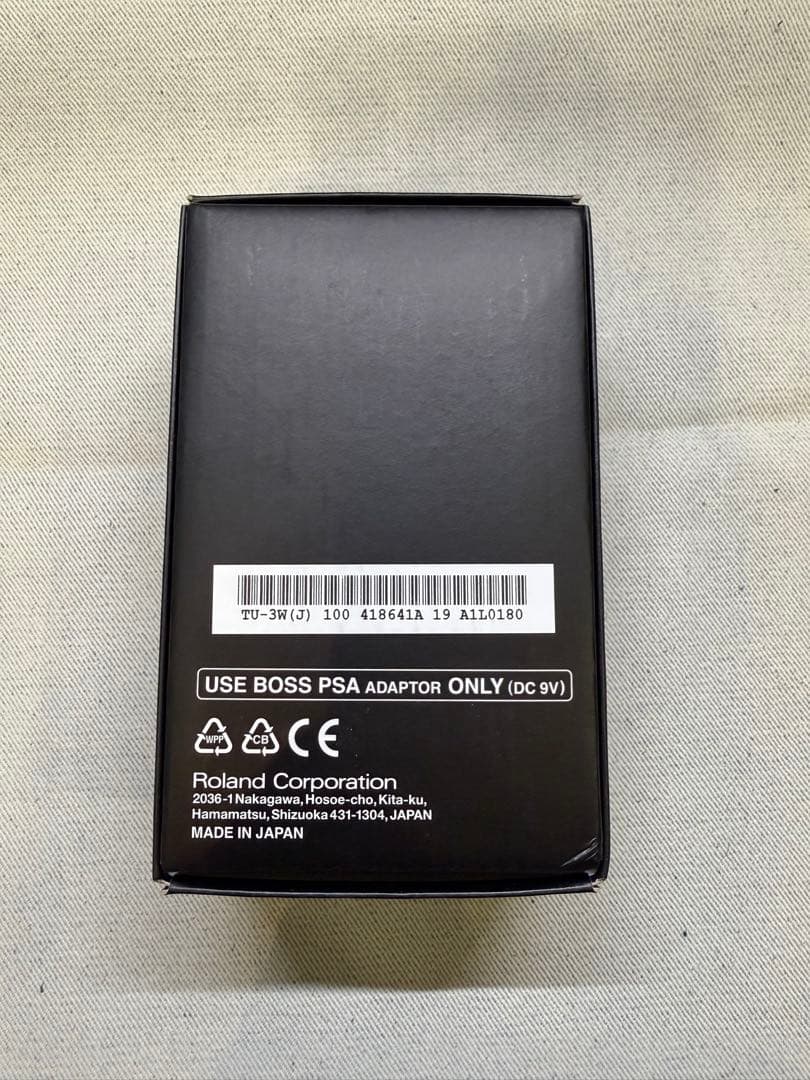 TU-3W(J) 100 418641A 19 A1L0180
USE BOSS PSA ADAPTOR ONLY (DC 9V)
WPP CB CE
Roland Corporation
2036-1 Nakagawa, Hosoe-cho, Kita-ku,
Hamamatsu, Shizuoka 431-1304, JAPAN
MADE IN JAPAN